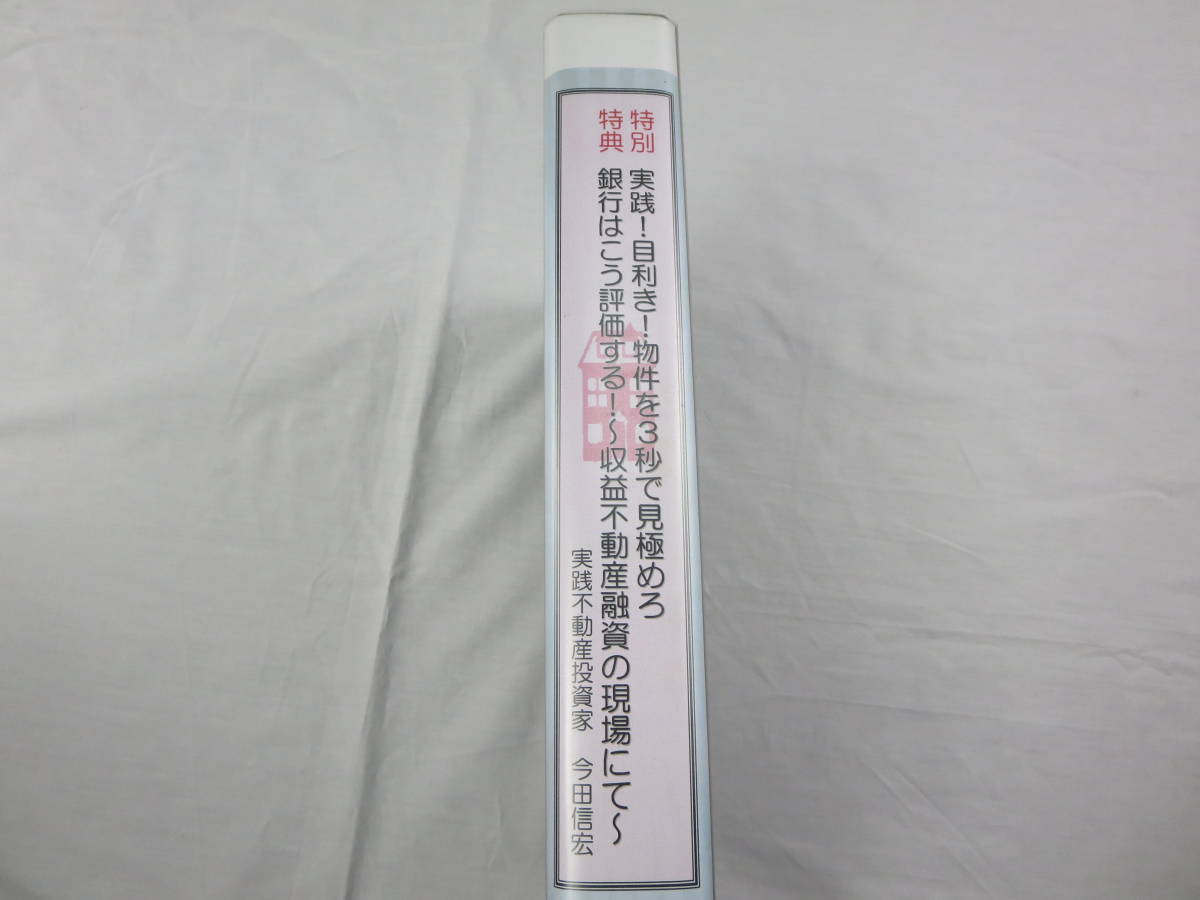 特別
特典
実践！目利き！物件を3秒で見極めろ
銀行はこう評価する！～収益不動産融資の現場にて～
実践不動産投資家　今田信宏